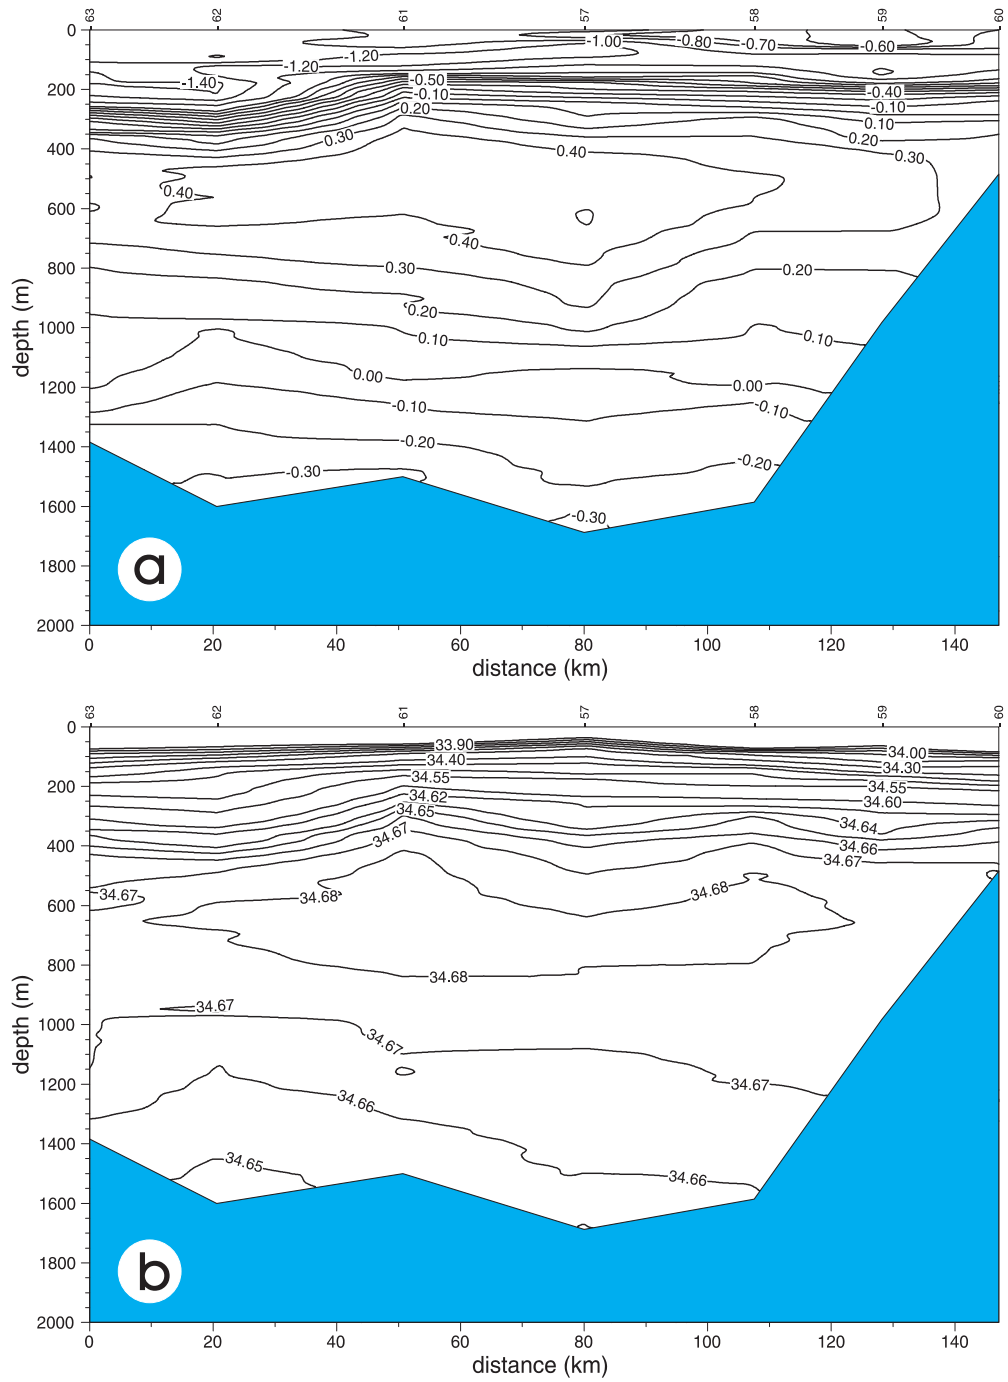 63 62 61 57 58 59 60
0
-1.00 -0.80 -0.70 -0.60
-1.20
-1.20
-1.40 -0.50
200
-0.40
-0.10 -0.10
0.20 0.10
0.30 0.20
400 0.40 0.30
0.40
600
-0.40
800 0.30 0.20
0.20
1000
0.10 0.10
0.00 0.00
1200
-0.10 -0.10
1400 -0.20
-0.20
-0.30
1600 -0.30
1800
2000
depth (m)
a
0 20 40 60 80 100 120 140
distance (km)
63 62 61 57 58 59 60
0
33.90 34.00
34.40 34.30
200 34.55 34.55
34.62 34.60
34.65 34.64
34.67 34.66
400 34.67
34.67 34.68 34.68
600
800 34.68
34.67
1000
34.67
1200 34.67
34.66
1400
34.65
34.66
1600
1800
2000
depth (m)
b
0 20 40 60 80 100 120 140
distance (km)